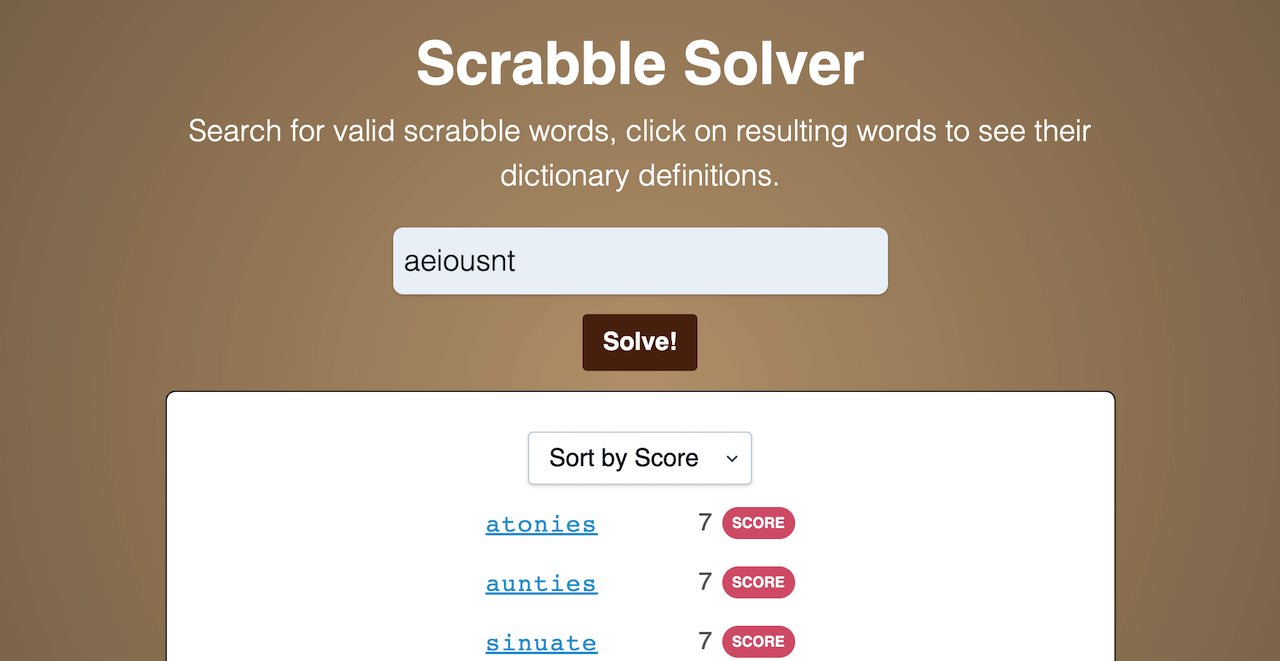 Scrabble Solver
Search for valid scrabble words, click on resulting words to see their
dictionary definitions.
aeiousnt
Solve!
Sort by Score
atonies 7 SCORE
aunties 7 SCORE
sinuate 7 SCORE